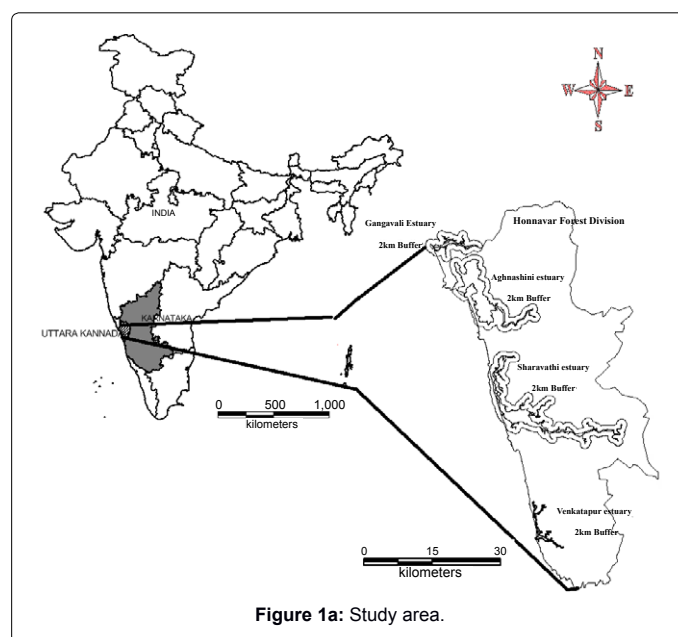 N
W E
S
INDIA
KARNATAKA
UTTARA KANNADA
0 500 1,000
kilometers
Gangavali Estuary
2km Buffer
Honnavar Forest Division
Aghnashini estuary
2km Buffer
Sharavathi estuary
2km Buffer
Venkatapur estuary
2km Buffer
0 15 30
kilometers
Figure 1a: Study area.